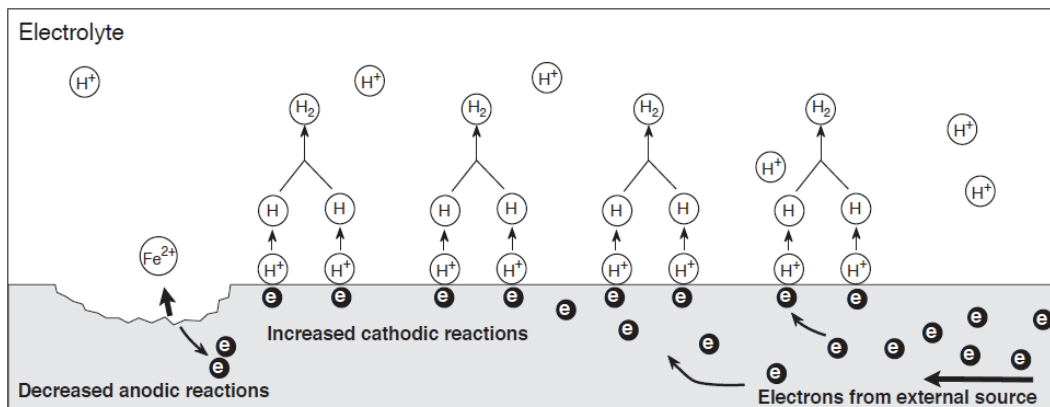 Electrolyte
H⁺ H⁺ H⁺
H₂ H₂ H₂ H₂
H⁺
H⁺
H⁺
H H H H H H H H
Fe²⁺
H⁺ H⁺ H⁺ H⁺ H⁺ H⁺ H⁺ H⁺
e e e e e e e e
e e e
Increased cathodic reactions e e
e e e e e e
e e
Decreased anodic reactions
Electrons from external source